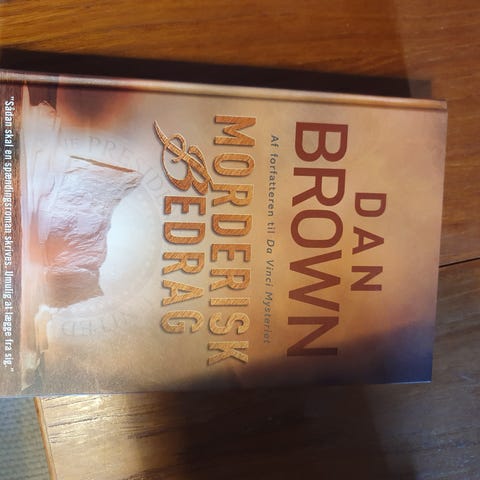 DAN
BROWN
Af forfatteren til Da Vinci Mysteriet
MORDERISK
BEDRAG
"Sådan skal en spændingsroman skrives. Umulig at lægge fra sig."